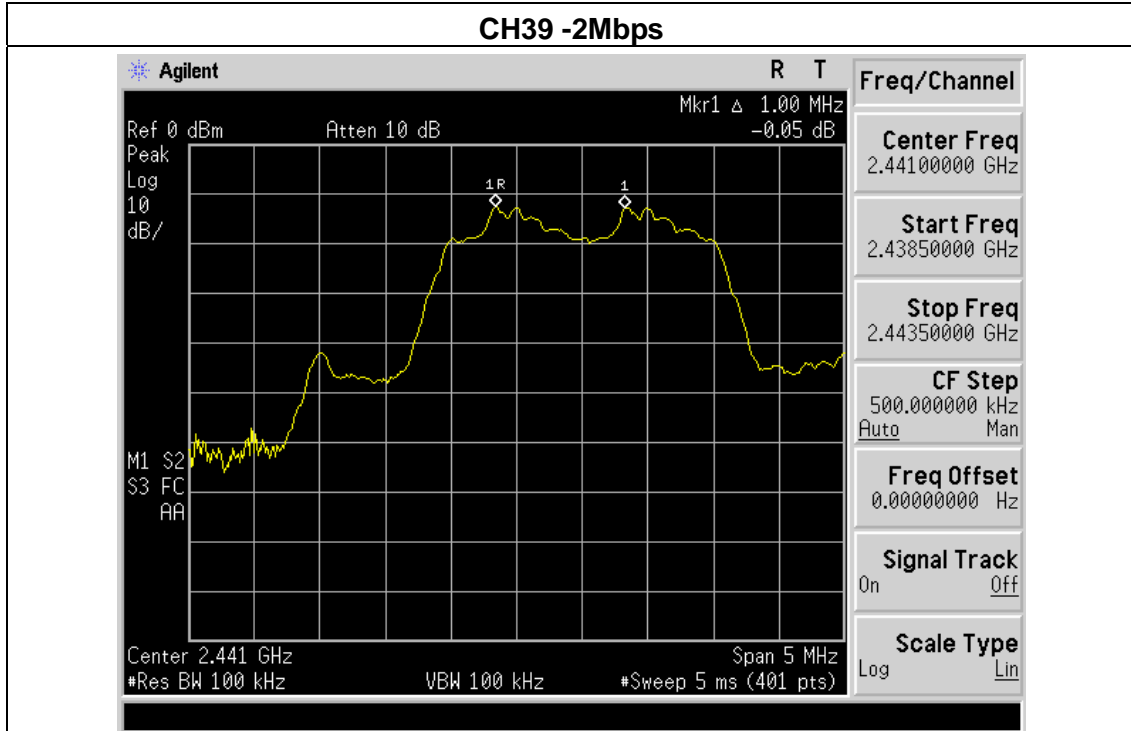 CH39 -2Mbps
Agilent R T
Mkr1 Δ 1.00 MHz
Ref 0 dBm Atten 10 dB -0.05 dB
Peak
Log
10
dB/
1R
1
M1 S2
S3 FC
AA
Center 2.441 GHz Span 5 MHz
#Res BW 100 kHz VBW 100 kHz #Sweep 5 ms (401 pts)
Freq/Channel
Center Freq
2.44100000 GHz
Start Freq
2.43850000 GHz
Stop Freq
2.44350000 GHz
CF Step
500.000000 kHz
Auto Man
Freq Offset
0.00000000 Hz
Signal Track
On Off
Scale Type
Log Lin